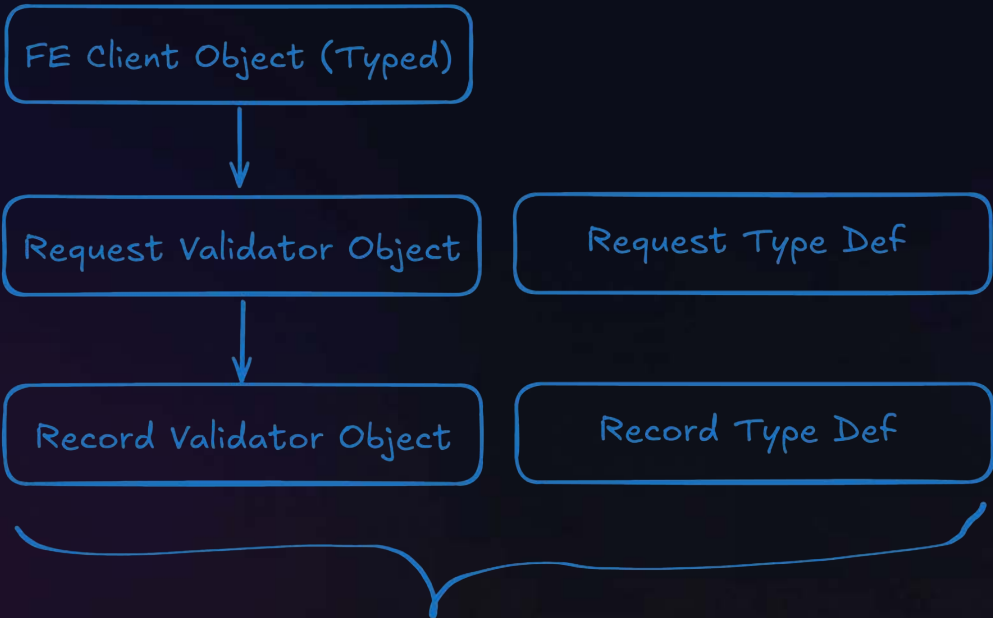 FE Client Object (Typed)
Request Validator Object
Request Type Def
Record Validator Object
Record Type Def